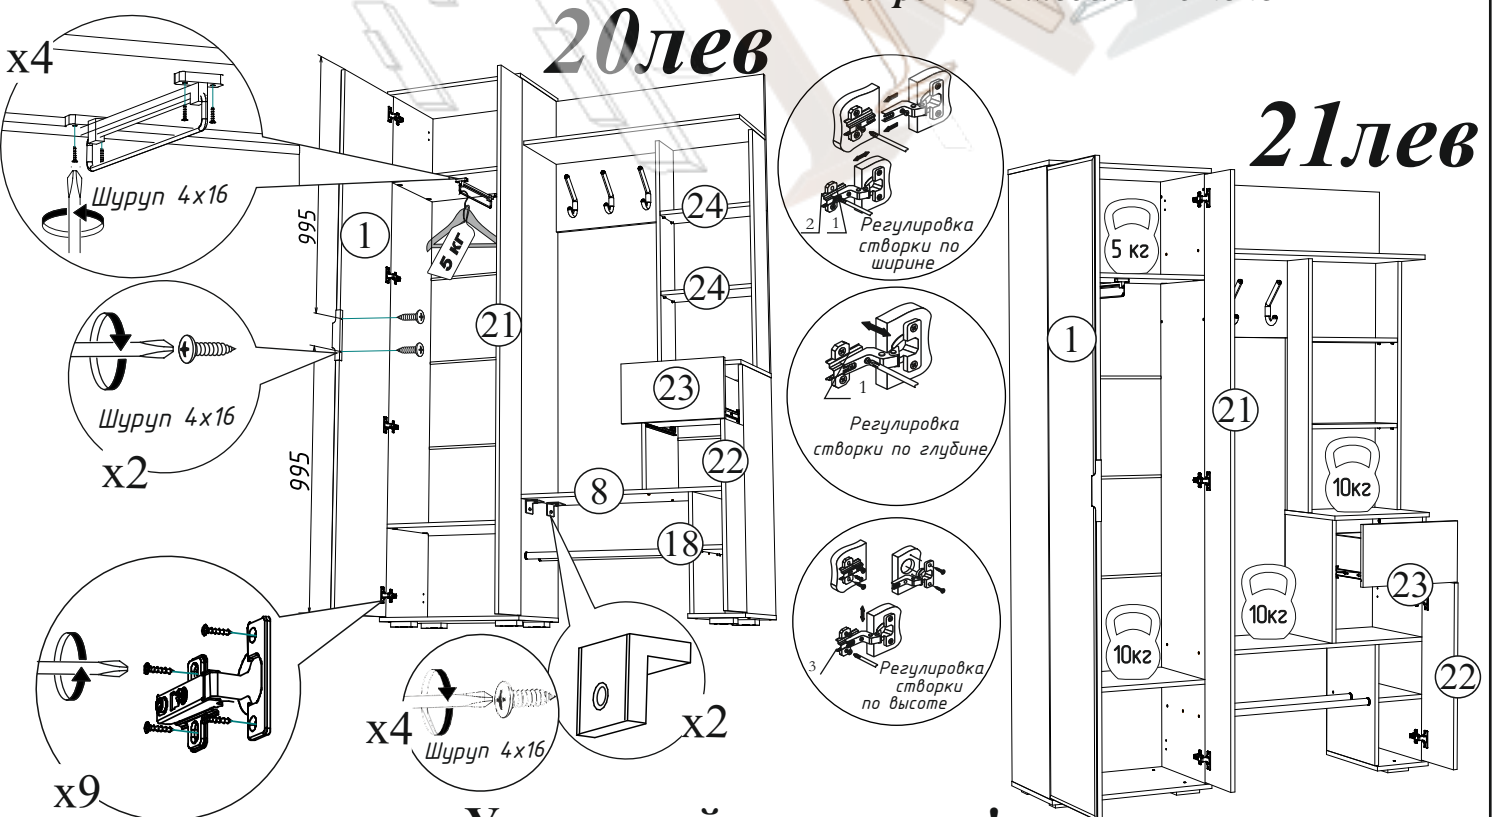 20лев
21лев
x4
Шуруп 4x16
995
1
Шуруп 4x16
x2
995
x9
5 кг
21
24
24
23
22
8
18
x4
Шуруп 4x16
x2
2 1
Регулировка
створки по
ширине
1
Регулировка
створки по глубине
3
Регулировка
створки
по высоте
5 кг
1
21
10кг
10кг
10кг
23
22